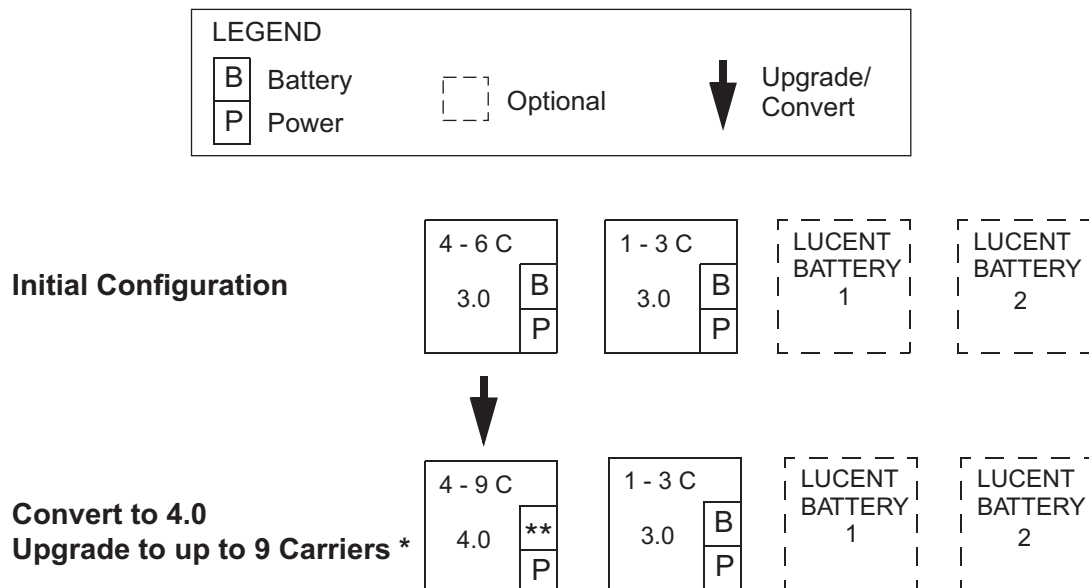 LEGEND
B Battery
P Power
Optional
Upgrade/
Convert
Initial Configuration
4 - 6 C
3.0
B
P
1 - 3 C
3.0
B
P
LUCENT
BATTERY
1
LUCENT
BATTERY
2
Convert to 4.0
Upgrade to up to 9 Carriers *
4 - 9 C
4.0
**
P
1 - 3 C
3.0
B
P
LUCENT
BATTERY
1
LUCENT
BATTERY
2